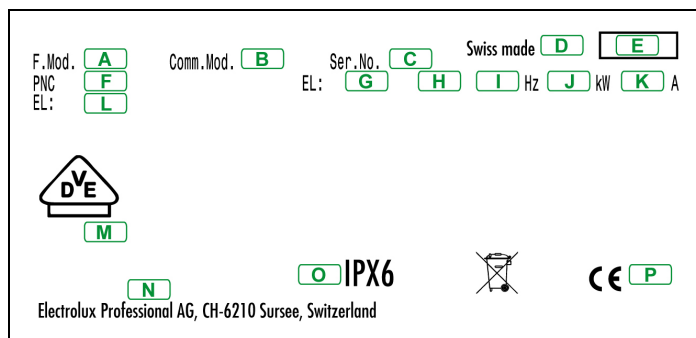 Swiss made D E
F.Mod. A Comm.Mod. B Ser.No. C
PNC F EL: G H I Hz J kW K A
EL: L
DVE
M
O IPX6 CE P
N
Electrolux Professional AG, CH-6210 Sursee, Switzerland